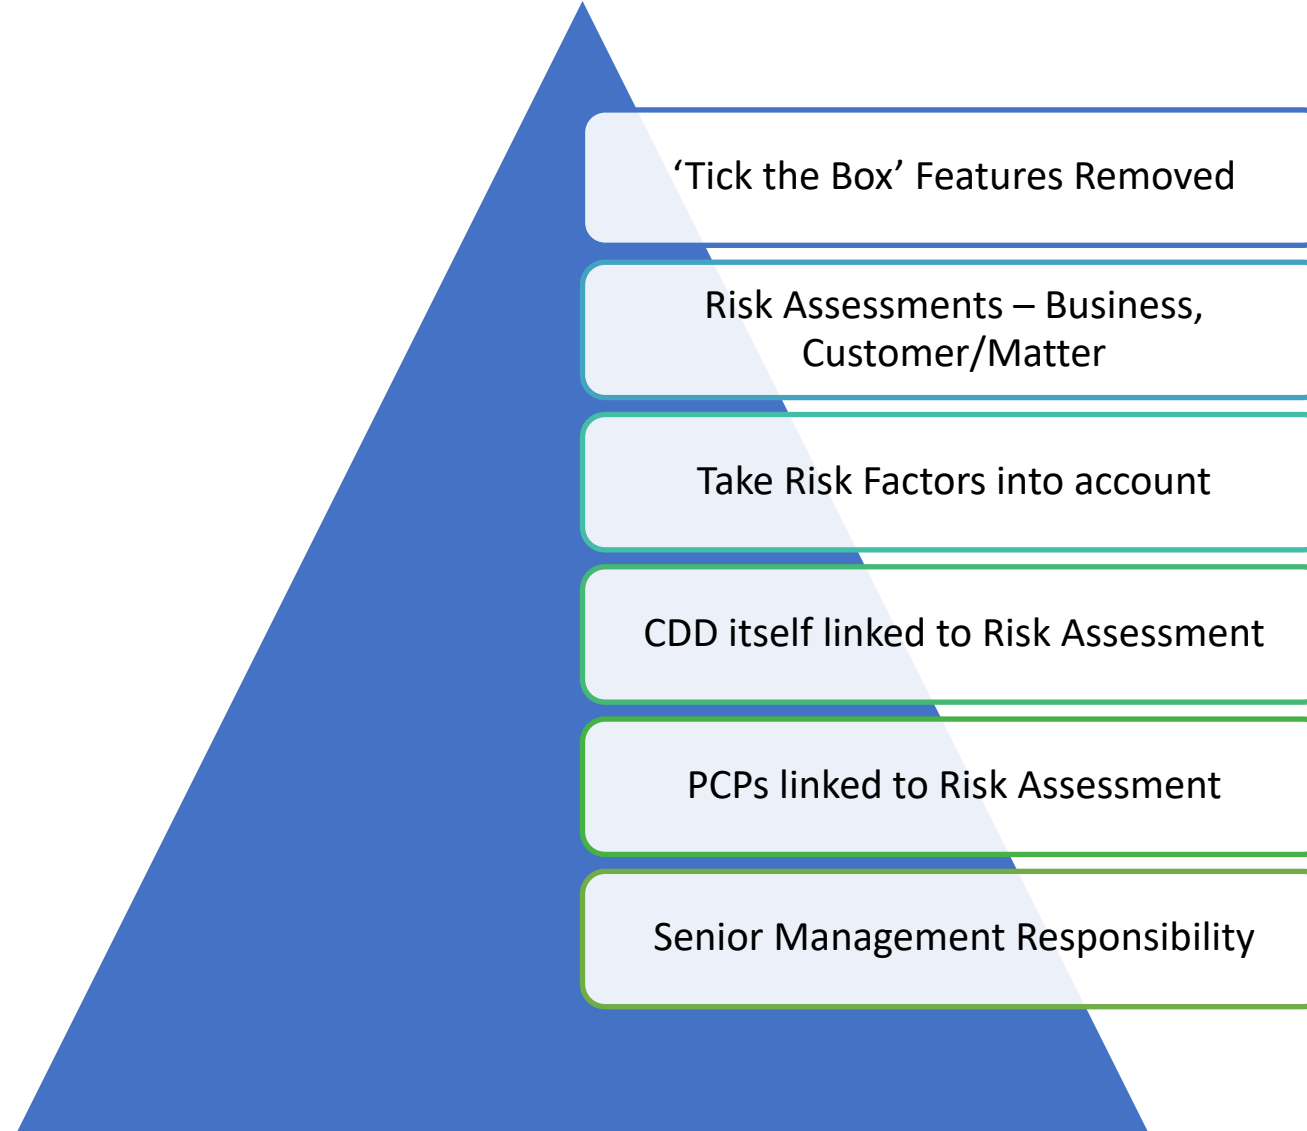 ‘Tick the Box’ Features Removed
Risk Assessments – Business,
Customer/Matter
Take Risk Factors into account
CDD itself linked to Risk Assessment
PCPs linked to Risk Assessment
Senior Management Responsibility